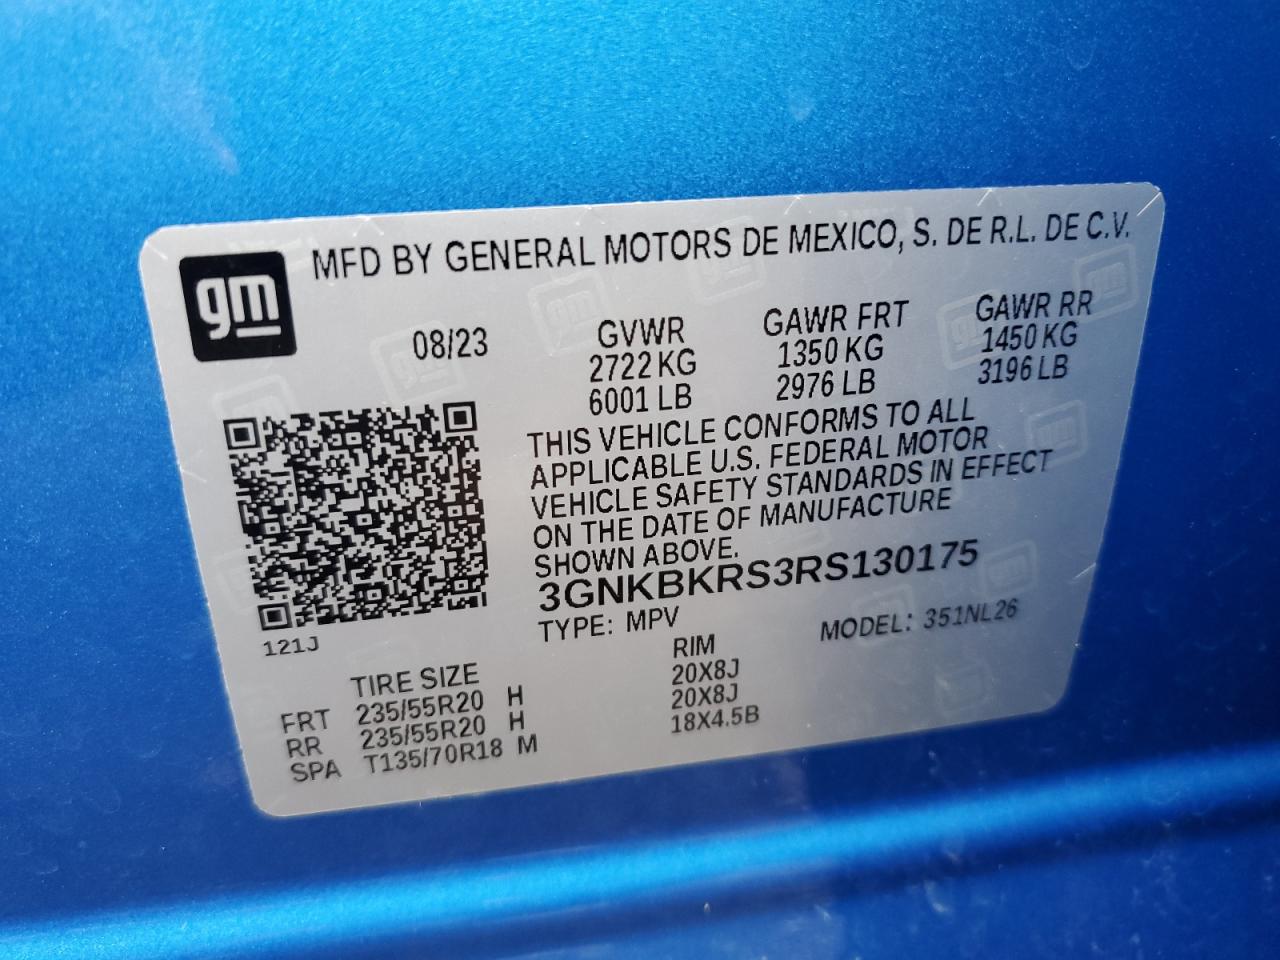 gm
MFD BY GENERAL MOTORS DE MEXICO, S. DE R.L. DE C.V.
08/23
GVWR GAWR FRT GAWR RR
2722 KG 1350 KG 1450 KG
6001 LB 2976 LB 3196 LB
THIS VEHICLE CONFORMS TO ALL
APPLICABLE U.S. FEDERAL MOTOR
VEHICLE SAFETY STANDARDS IN EFFECT
ON THE DATE OF MANUFACTURE
SHOWN ABOVE.
3GNKBKRS3RS130175
TYPE: MPV MODEL: 351NL26
121J
TIRE SIZE RIM
FRT 235/55R20 H 20X8J
RR 235/55R20 H 20X8J
SPA T135/70R18 M 18X4.5B